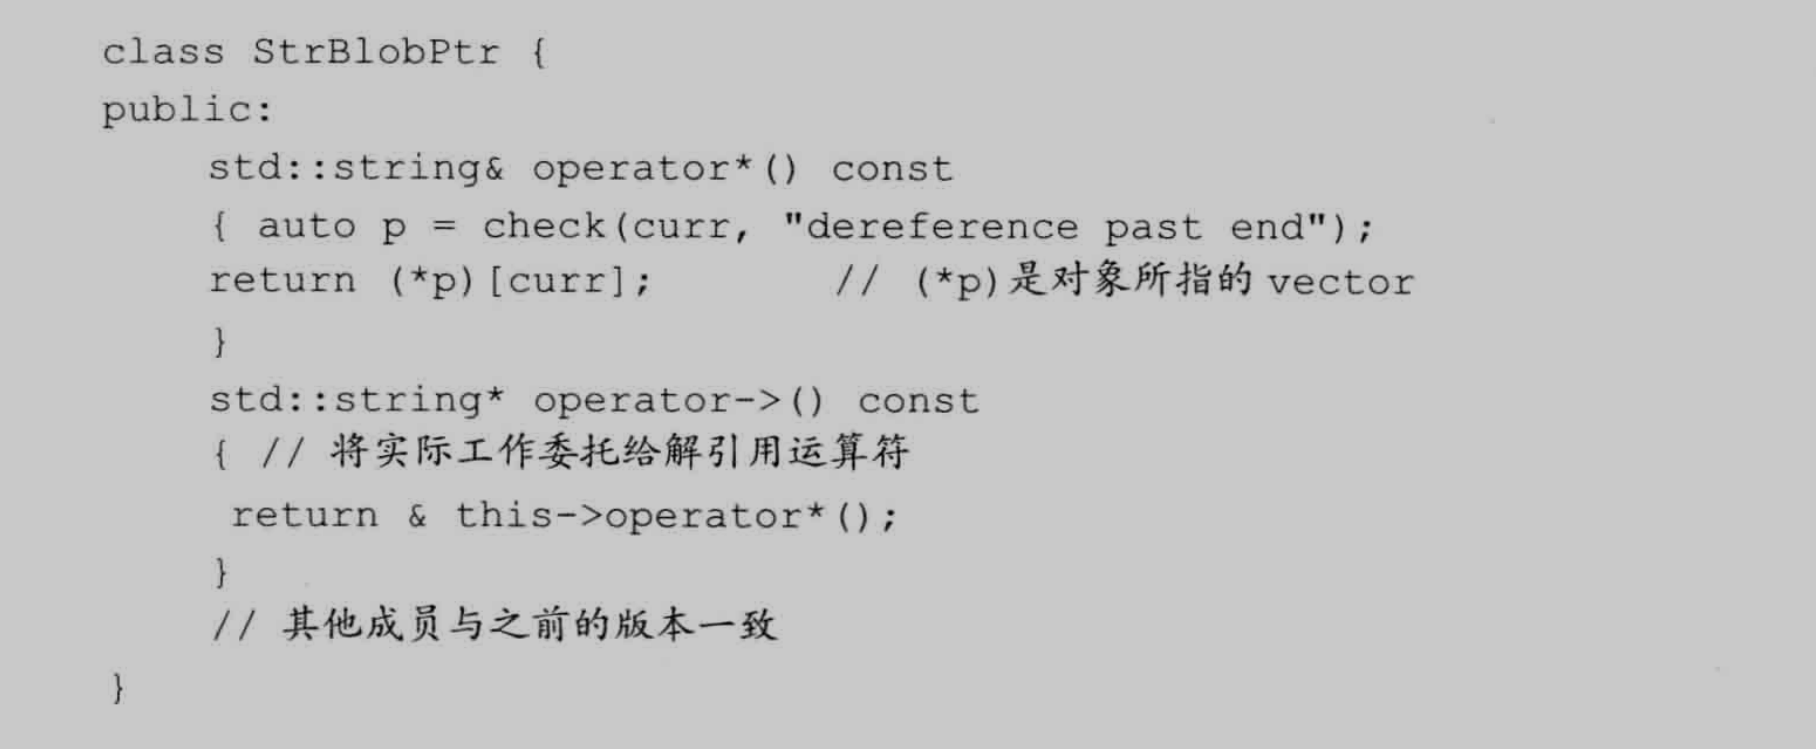 class StrBlobPtr {
public:
std::string& operator*() const
{ auto p = check(curr, "dereference past end");
return (*p)[curr]; // (*p)是对象所指的 vector
}
std::string* operator->() const
{ // 将实际工作委托给解引用运算符
return & this->operator*();
}
// 其他成员与之前的版本一致
}